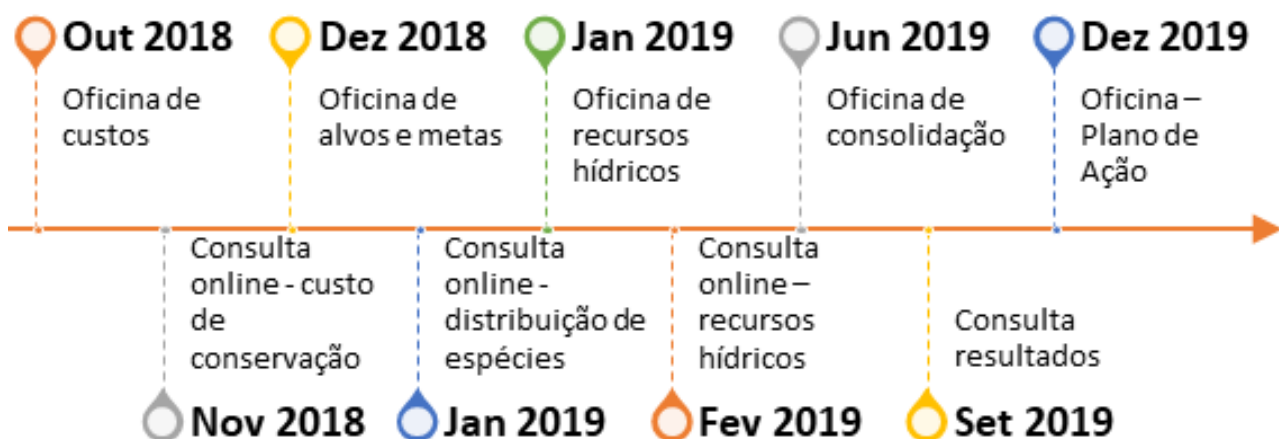 Out 2018
Oficina de
custos
Dez 2018
Oficina de
alvos e metas
Jan 2019
Oficina de
recursos
hídricos
Jun 2019
Oficina de
consolidação
Dez 2019
Oficina –
Plano de
Ação
Consulta
online - custo
de
conservação
Nov 2018
Consulta
online -
distribuição de
espécies
Jan 2019
Consulta
online –
recursos
hídricos
Fev 2019
Consulta
resultados
Set 2019